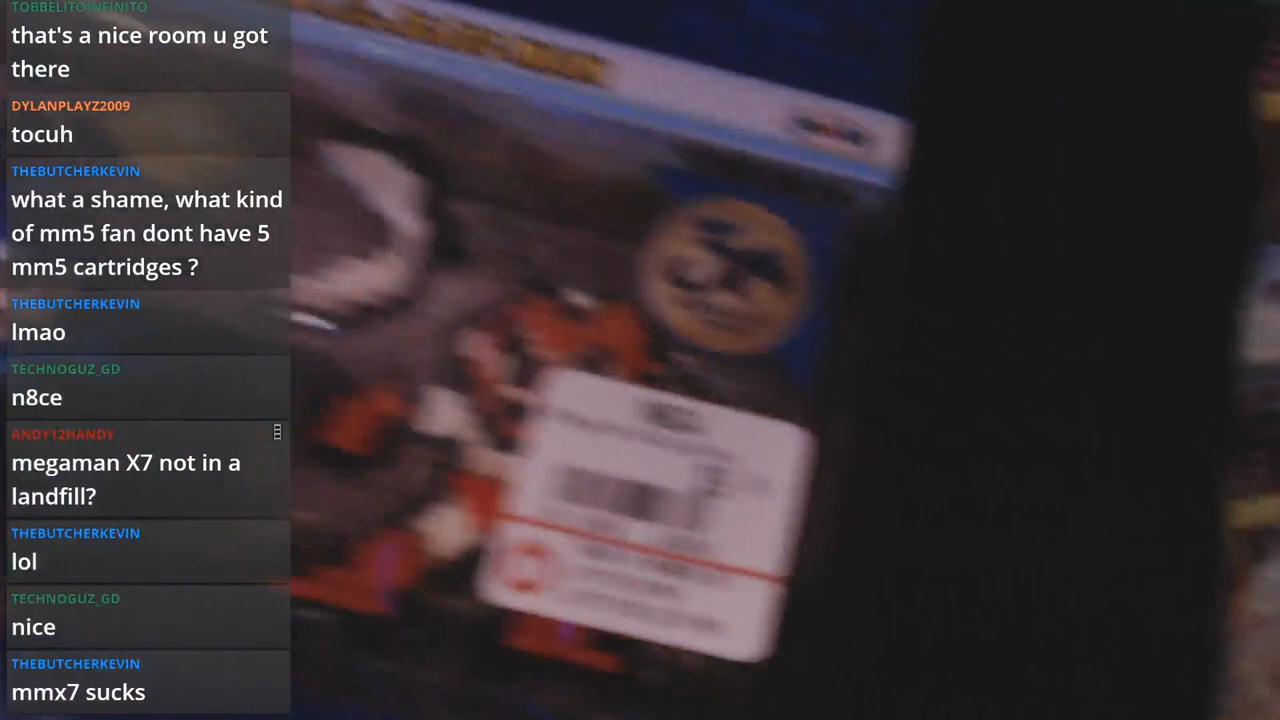 TOBBELITOINFINITO
that's a nice room u got
there
DYLANPLAYZ2009
tocuh
THEBUTCHERKEVIN
what a shame, what kind
of mm5 fan dont have 5
mm5 cartridges ?
THEBUTCHERKEVIN
lmao
TECHNOGUZ_GD
n8ce
ANDY12HANDY
megaman X7 not in a
landfill?
THEBUTCHERKEVIN
lol
TECHNOGUZ_GD
nice
THEBUTCHERKEVIN
mmx7 sucks